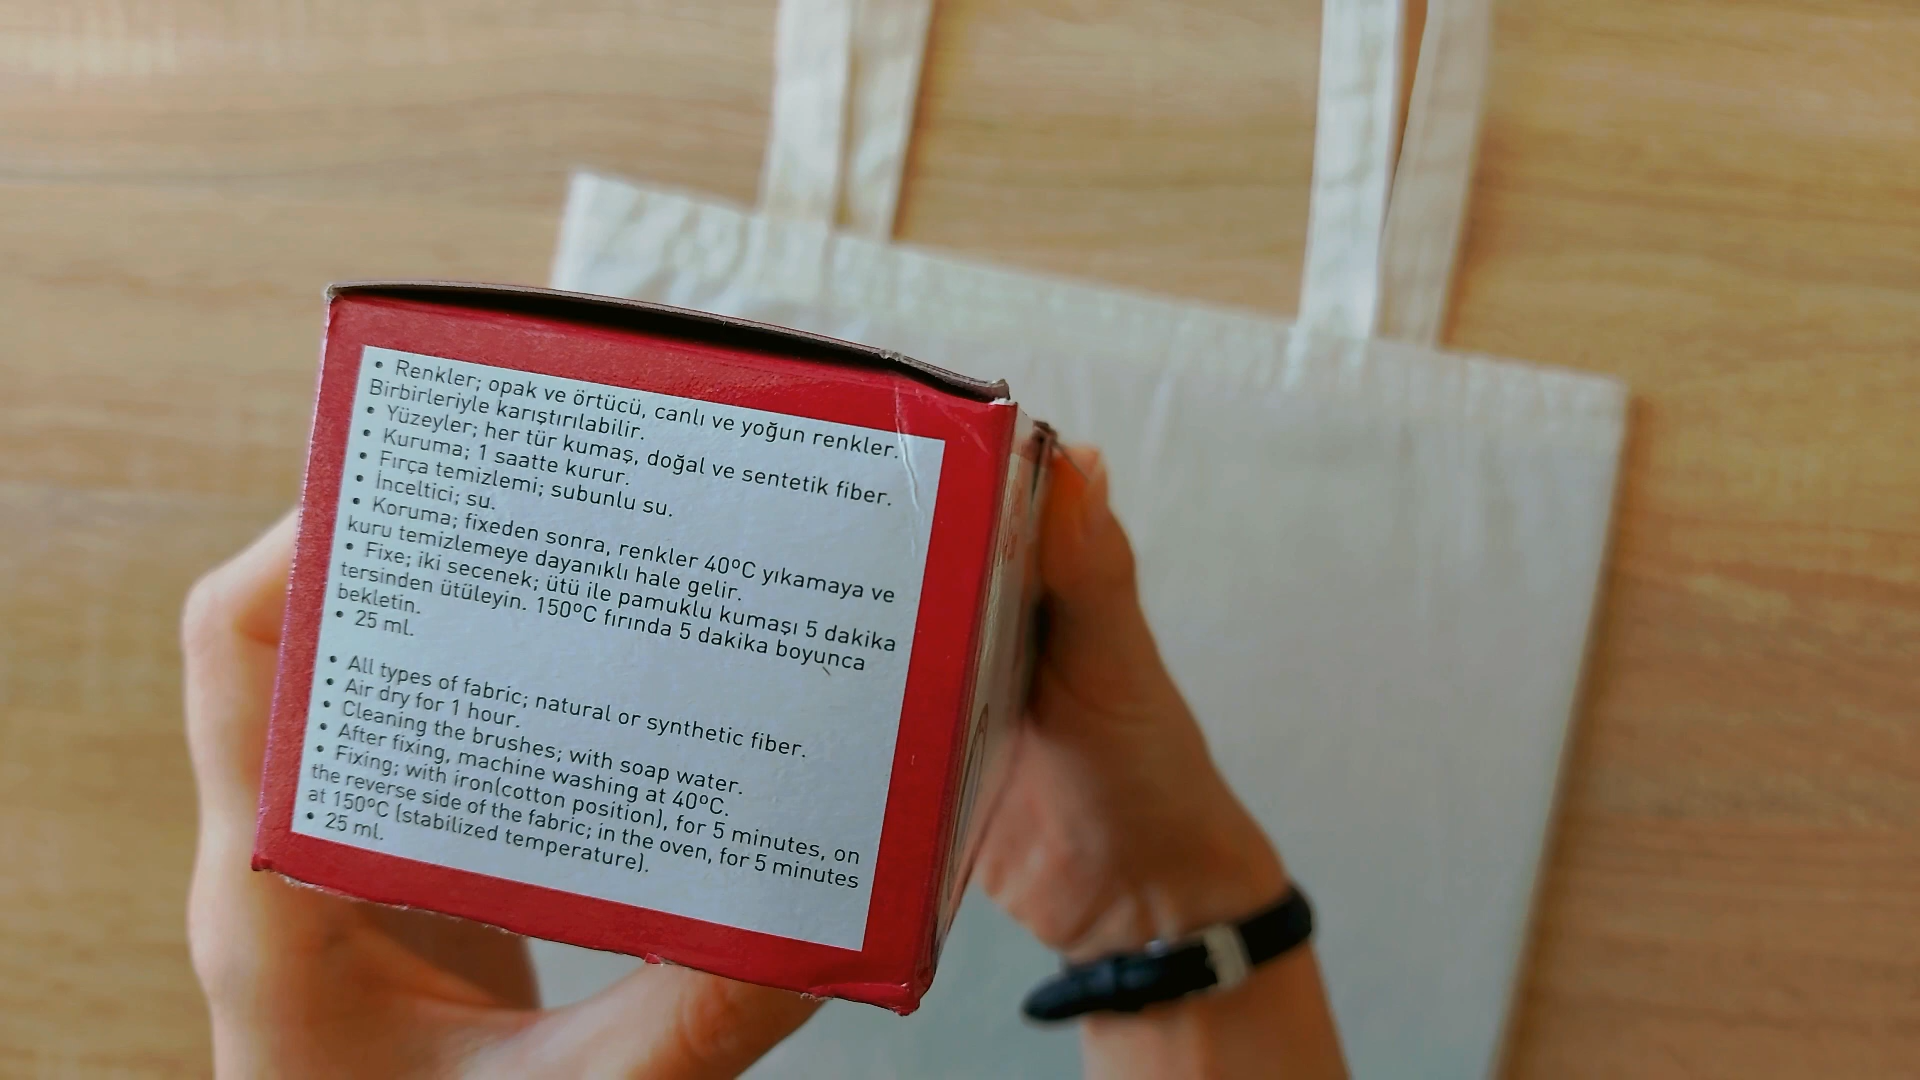 • Renkler; opak ve örtücü, canlı ve yoğun renkler.
Birbirleriyle karıştırılabilir.
• Yüzeyler; her tür kumaş, doğal ve sentetik fiber.
• Kuruma; 1 saatte kurur.
• Fırça temizlemi; subunlu su.
• İnceltici; su.
• Koruma; fixeden sonra, renkler 40ºC yıkamaya ve
kuru temizlemeye dayanıklı hale gelir.
• Fixe; iki secenek; ütü ile pamuklu kumaşı 5 dakika
tersinden ütüleyin. 150ºC fırında 5 dakika boyunca
bekletin.
• 25 ml.
• All types of fabric; natural or synthetic fiber.
• Air dry for 1 hour.
• Cleaning the brushes; with soap water.
• After fixing, machine washing at 40ºC.
• Fixing; with iron(cotton position), for 5 minutes, on
the reverse side of the fabric; in the oven, for 5 minutes
at 150ºC (stabilized temperature).
• 25 ml.